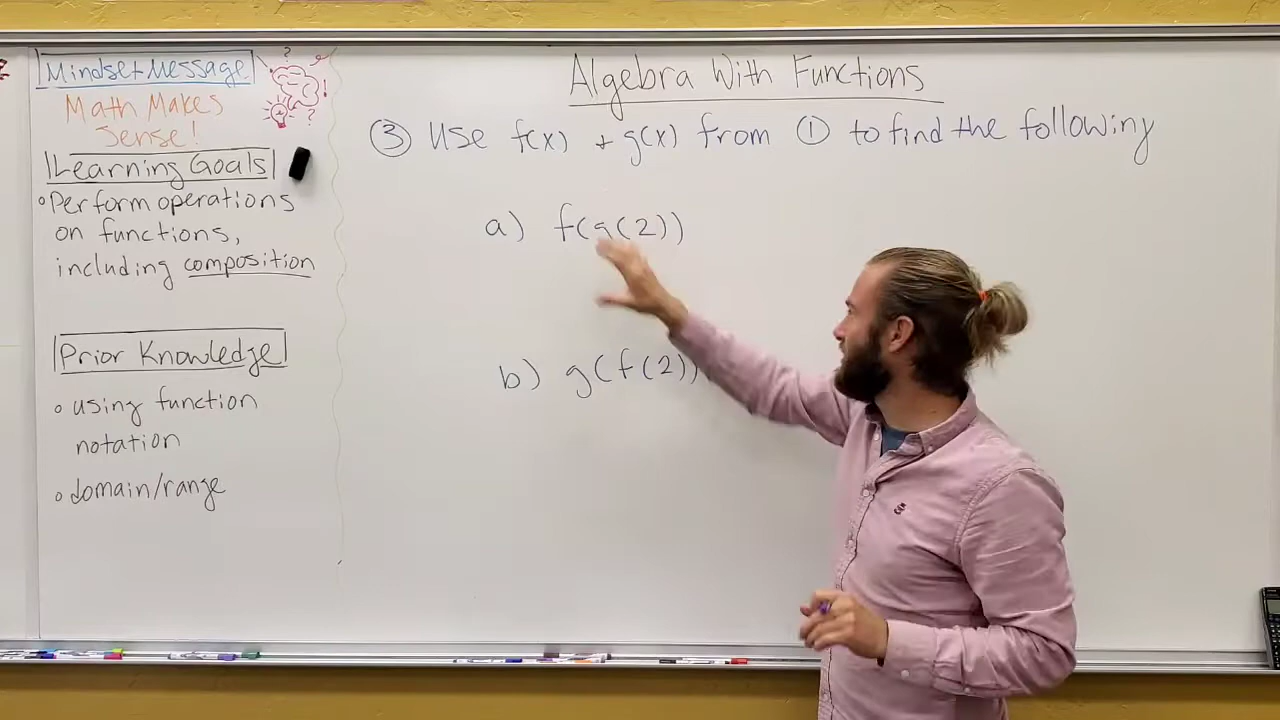 Mindset Message
Math Makes
Sense!
Learning Goals
◦ Perform operations
on functions,
including composition
Prior Knowledge
◦ using function
notation
◦ domain/range
Algebra With Functions
③ Use f(x) + g(x) from ① to find the following
a) f(g(2))
b) g(f(2))